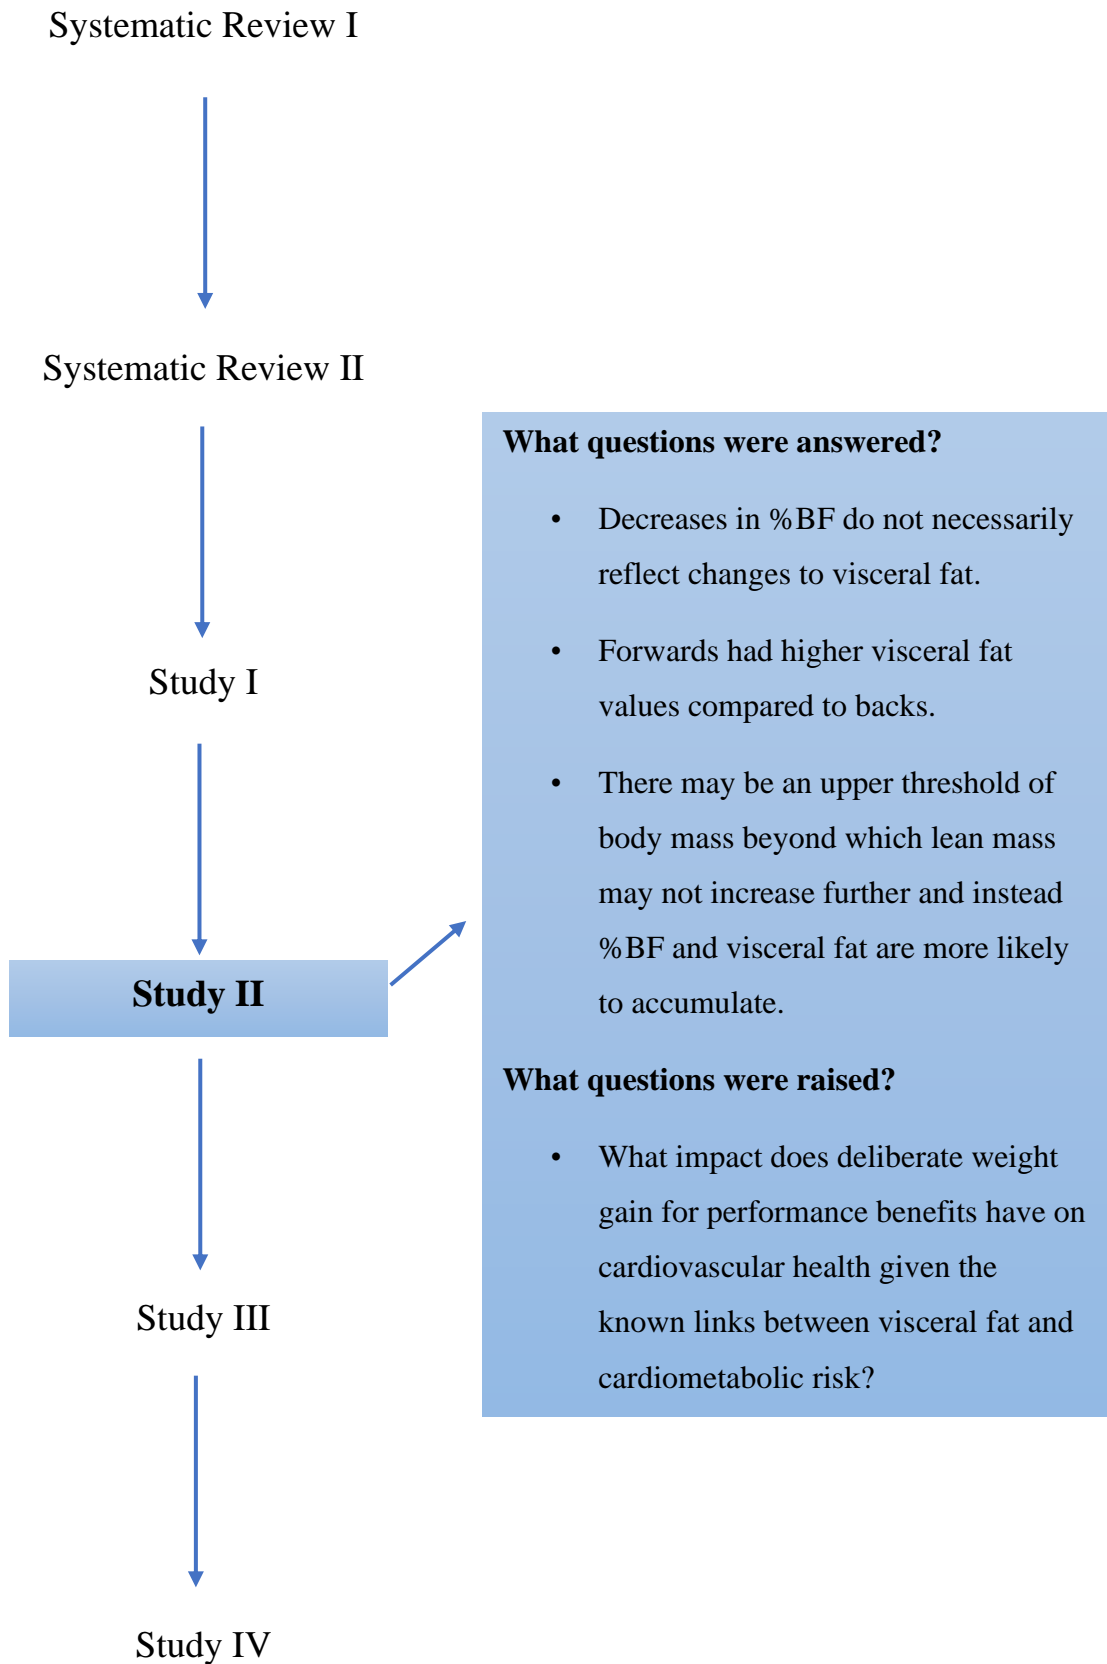 Systematic Review I
Systematic Review II
Study I
Study II
What questions were answered?
• Decreases in %BF do not necessarily
reflect changes to visceral fat.
• Forwards had higher visceral fat
values compared to backs.
• There may be an upper threshold of
body mass beyond which lean mass
may not increase further and instead
%BF and visceral fat are more likely
to accumulate.
What questions were raised?
• What impact does deliberate weight
gain for performance benefits have on
cardiovascular health given the
known links between visceral fat and
cardiometabolic risk?
Study III
Study IV